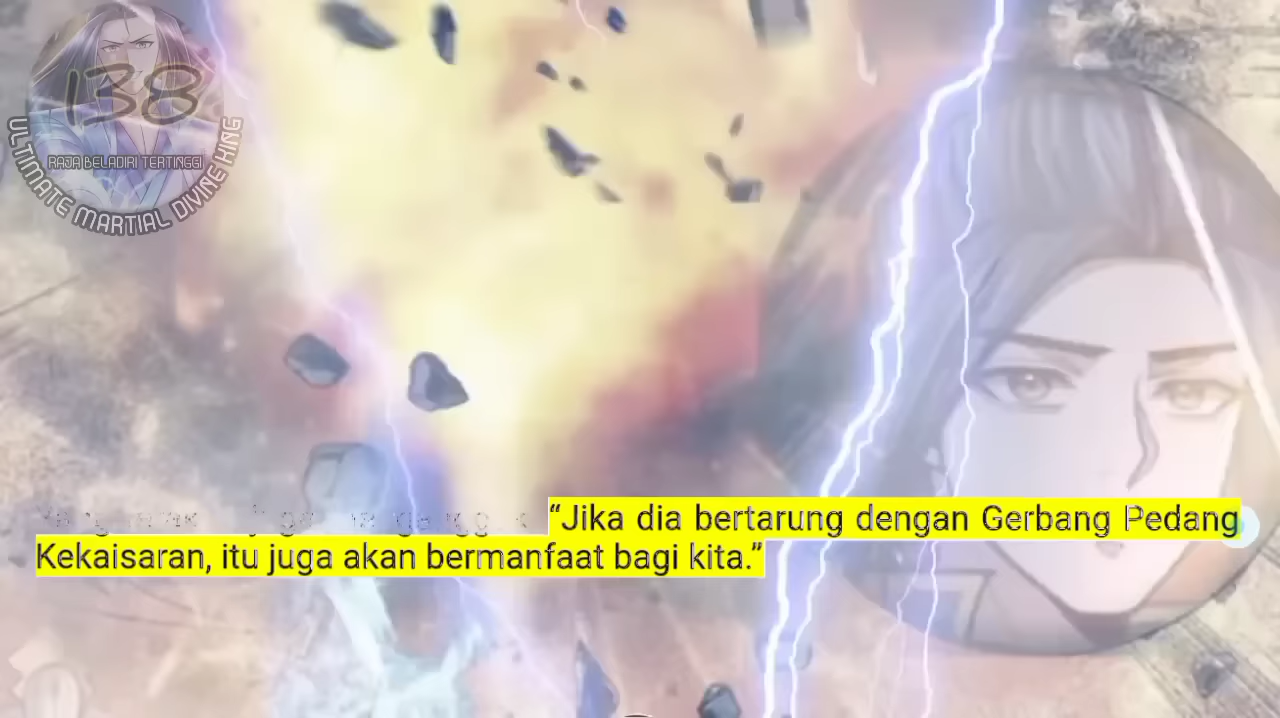 138
RAJA BELADIRI TERTINGGI
ULTIMATE MARTIAL DIVINE KING
“Jika dia bertarung dengan Gerbang Pedang
Kekaisaran, itu juga akan bermanfaat bagi kita.”